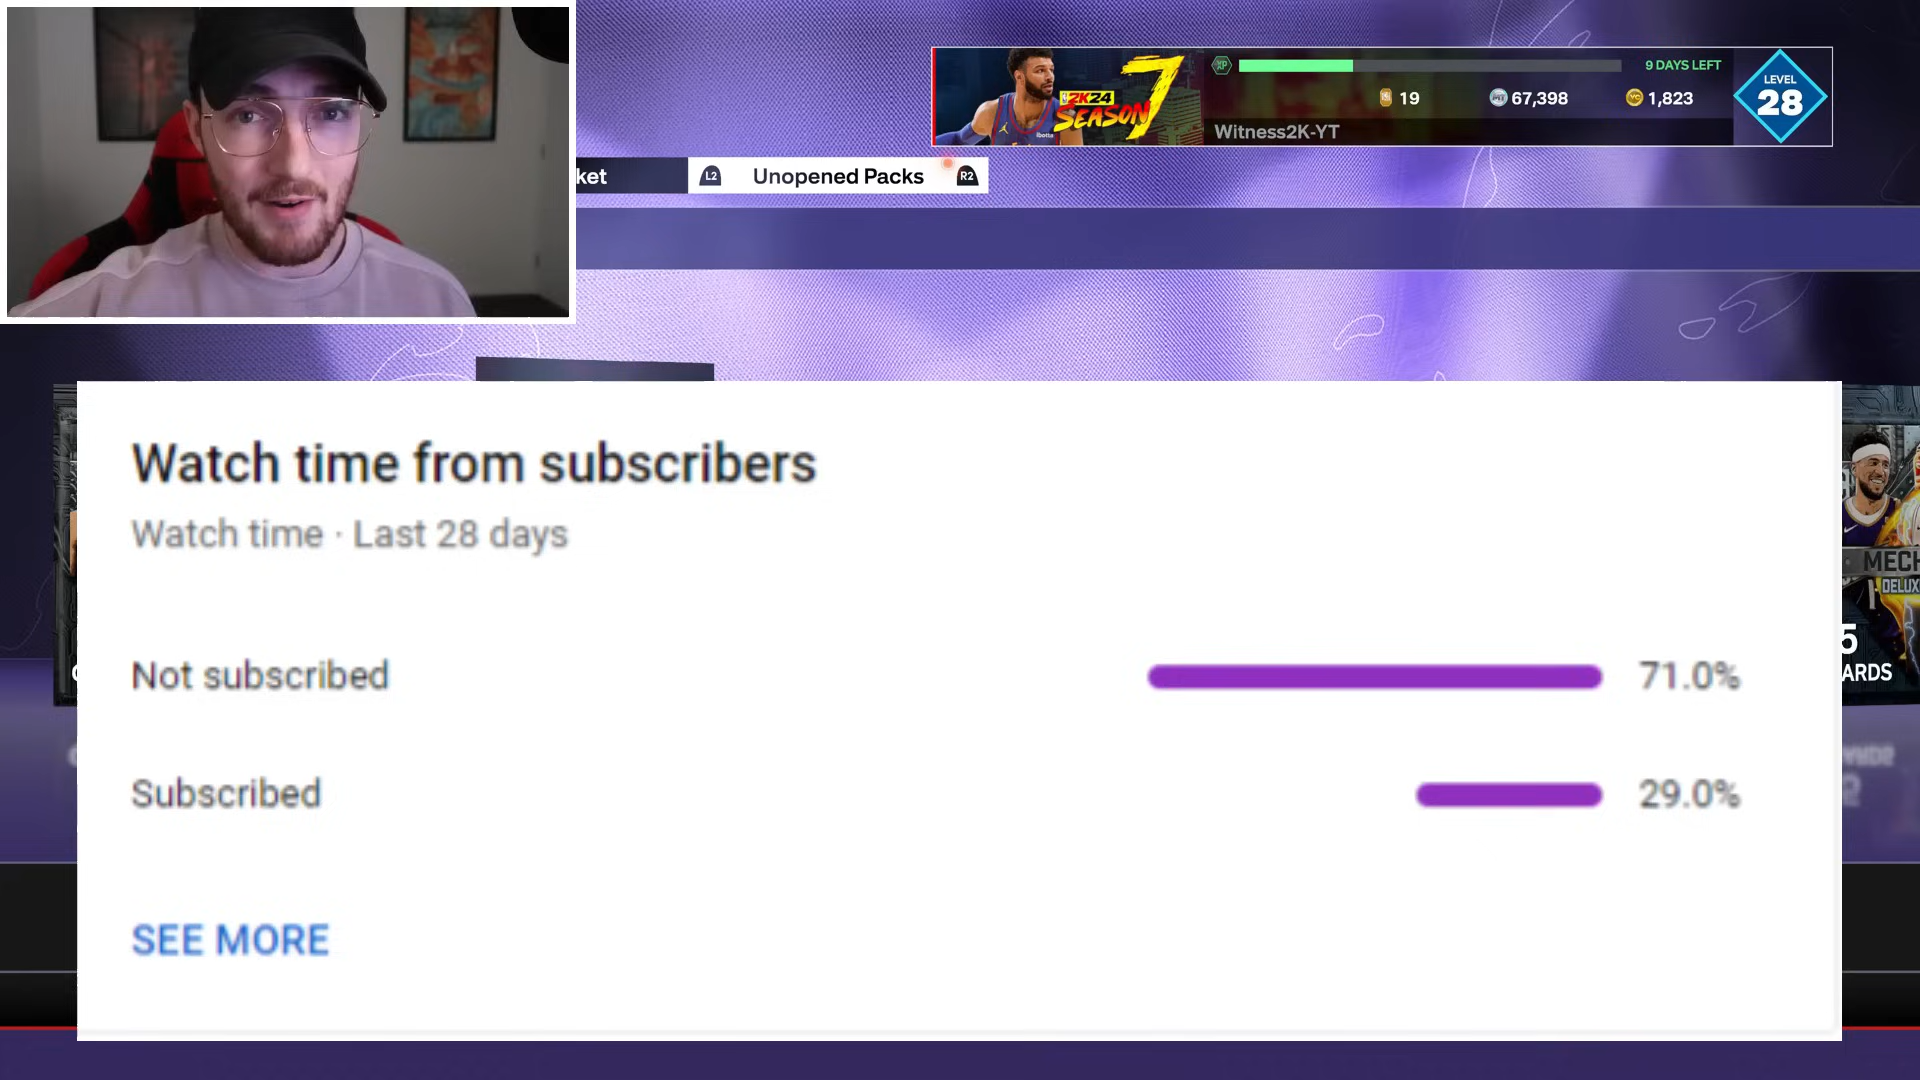 9 DAYS LEFT
LEVEL
28
2K24
SEASON 7
19
67,398
1,823
Witness2K-YT
ket
L2
Unopened Packs
R2
Watch time from subscribers
Watch time · Last 28 days
Not subscribed
71.0%
Subscribed
29.0%
SEE MORE
MECH
DELUX
5
ARDS